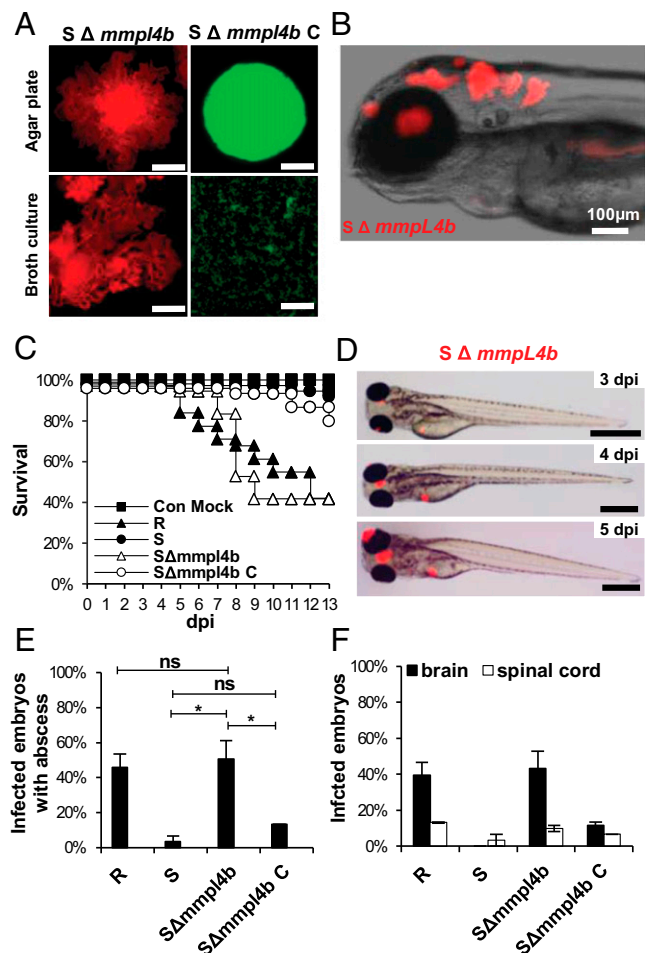 A
S Δ mmpl4b
S Δ mmpl4b C
Agar plate
Broth culture
B
S Δ mmpL4b
100µm
C
Survival
100%
80%
60%
40%
20%
0%
Con Mock
R
S
SΔmmpl4b
SΔmmpl4b C
0 1 2 3 4 5 6 7 8 9 10 11 12 13
dpi
D
S Δ mmpL4b
3 dpi
4 dpi
5 dpi
E
Infected embryos
with abscess
100%
80%
60%
40%
20%
0%
ns
ns
*
*
R
S
SΔmmpl4b
SΔmmpl4b C
F
Infcted embryos
100%
80%
60%
40%
20%
0%
brain
spinal cord
R
S
SΔmmpl4b
SΔmmpl4b C